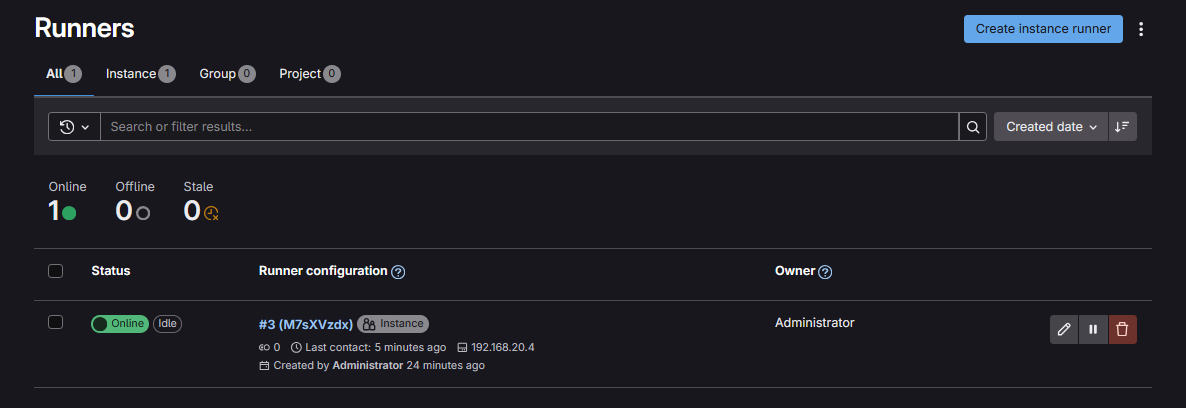 Runners
Create instance runner
All 1 Instance 1 Group 0 Project 0
Search or filter results... Created date
Online Offline Stale
1 0 0
Status Runner configuration ? Owner ?
Online Idle #3 (M7sXVzdx) Instance Administrator
0 Last contact: 5 minutes ago 192.168.20.4
Created by Administrator 24 minutes ago